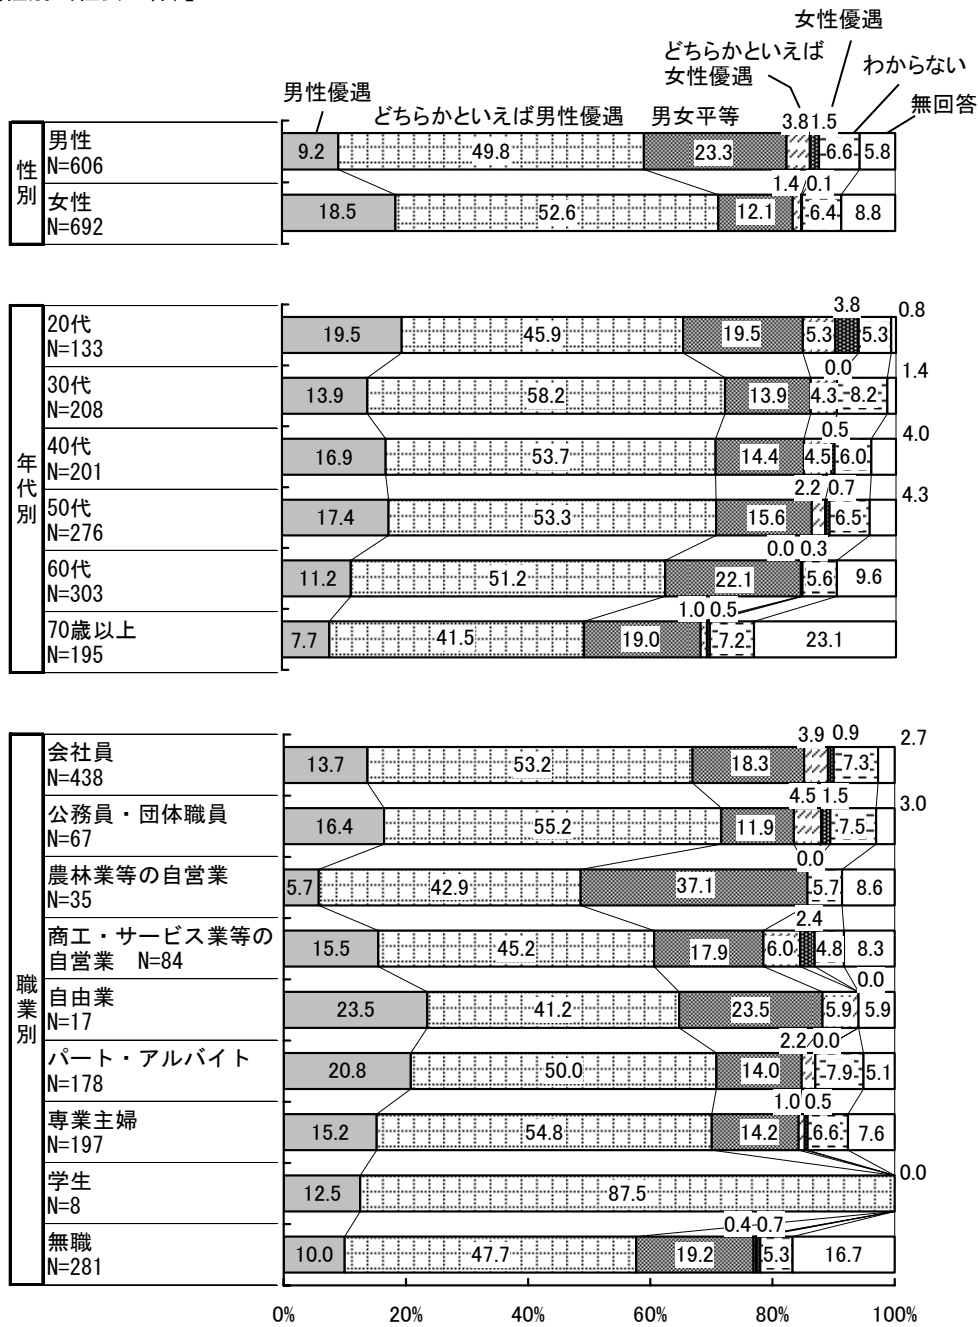 女性優遇
どちらかといえば
女性優遇
わからない
男性優遇
どちらかといえば男性優遇
男女平等
無回答
3.8 1.5
性別
男性
N=606
9.2 49.8 23.3 6.6 5.8
1.4 0.1
女性
N=692
18.5 52.6 12.1 6.4 8.8
年代別
3.8 0.8
20代
N=133
19.5 45.9 19.5 5.3 5.3
0.0 1.4
30代
N=208
13.9 58.2 13.9 4.3 8.2
0.5 4.0
40代
N=201
16.9 53.7 14.4 4.5 6.0
2.2 0.7 4.3
50代
N=276
17.4 53.3 15.6 6.5
0.0 0.3
60代
N=303
11.2 51.2 22.1 5.6 9.6
1.0 0.5
70歳以上
N=195
7.7 41.5 19.0 7.2 23.1
職業別
3.9 0.9 2.7
会社員
N=438
13.7 53.2 18.3 7.3
4.5 1.5 3.0
公務員・団体職員
N=67
16.4 55.2 11.9 7.5
0.0
農林業等の自営業
N=35
5.7 42.9 37.1 5.7 8.6
2.4
商工・サービス業等の
自営業 N=84
15.5 45.2 17.9 6.0 4.8 8.3
0.0
自由業
N=17
23.5 41.2 23.5 5.9 5.9
2.2 0.0
パート・アルバイト
N=178
20.8 50.0 14.0 7.9 5.1
1.0 0.5
専業主婦
N=197
15.2 54.8 14.2 6.6 7.6
0.0
学生
N=8
12.5 87.5
0.4 0.7
無職
N=281
10.0 47.7 19.2 5.3 16.7
0% 20% 40% 60% 80% 100%